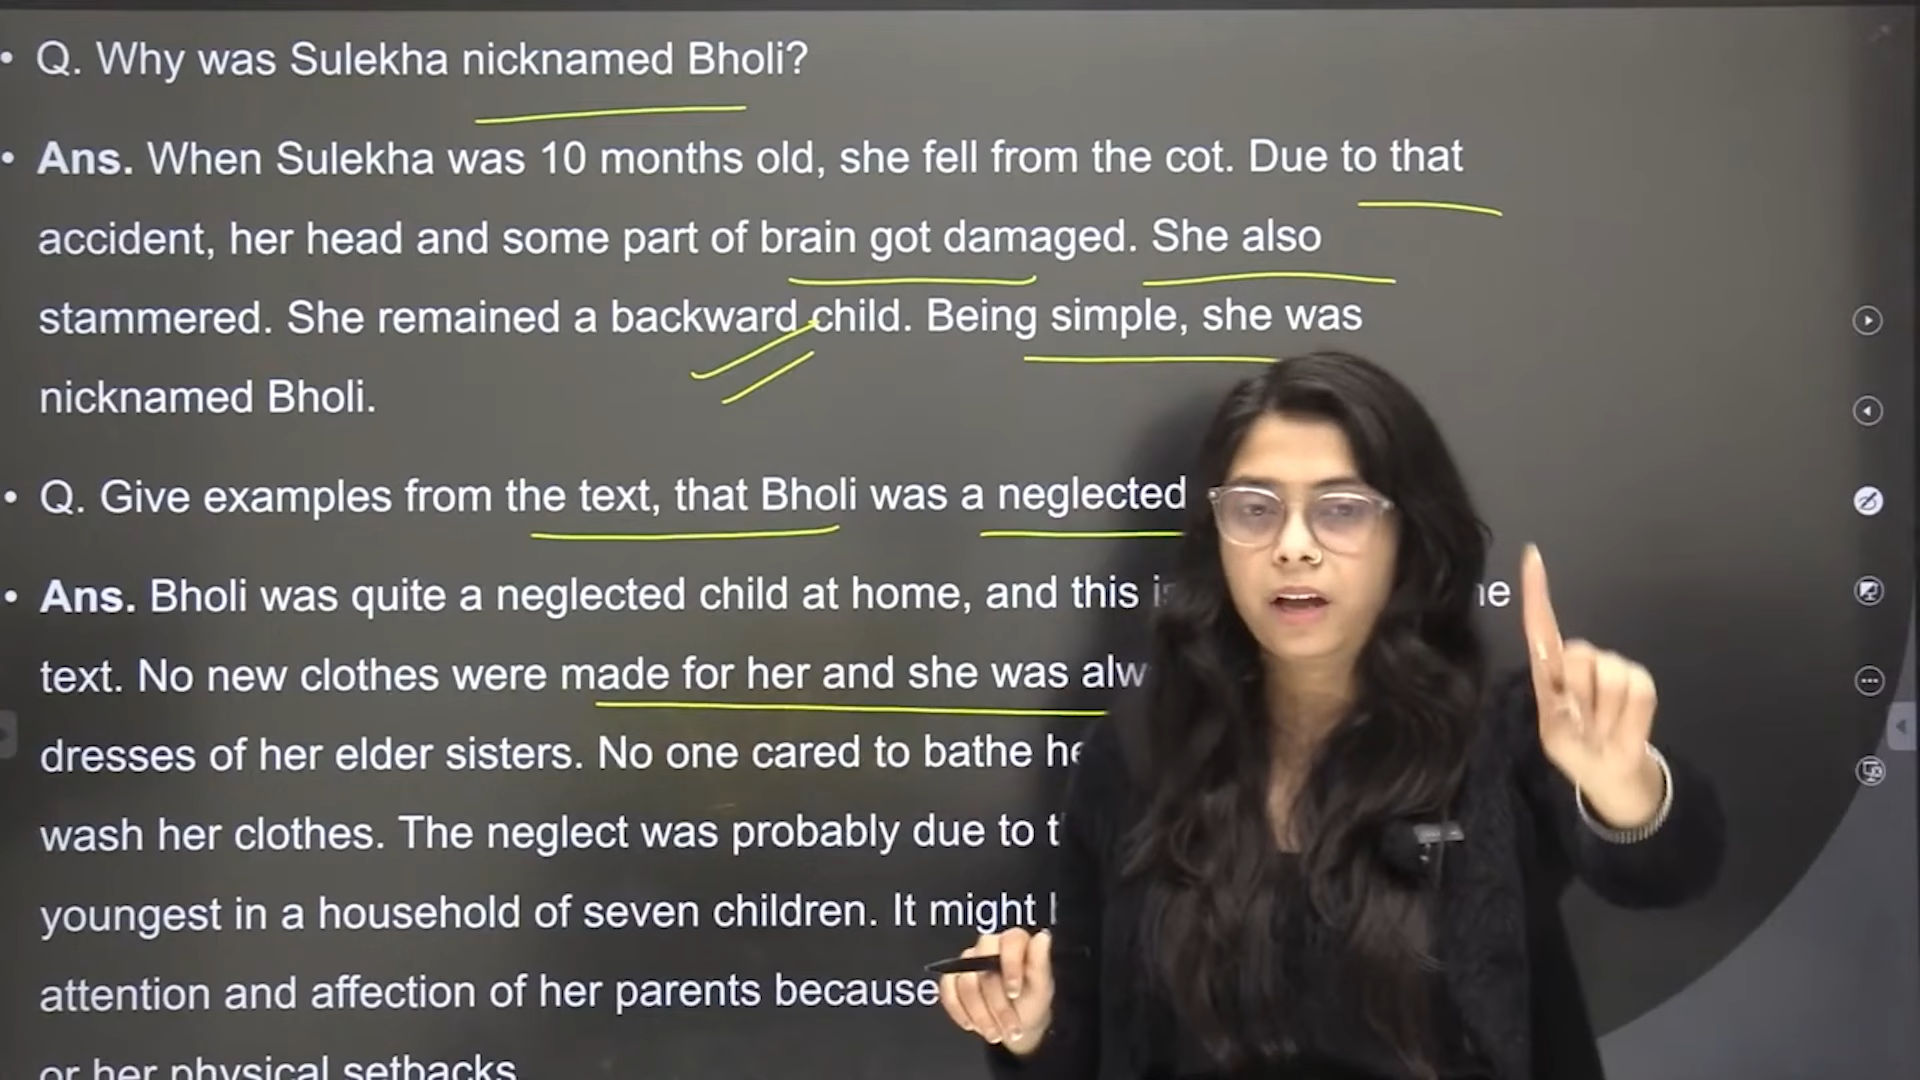 • Q. Why was Sulekha nicknamed Bholi?
• Ans. When Sulekha was 10 months old, she fell from the cot. Due to that
accident, her head and some part of brain got damaged. She also
stammered. She remained a backward child. Being simple, she was
nicknamed Bholi.
• Q. Give examples from the text, that Bholi was a neglected
• Ans. Bholi was quite a neglected child at home, and this
text. No new clothes were made for her and she was
dresses of her elder sisters. No one cared to bathe
wash her clothes. The neglect was probably due to
youngest in a household of seven children. It might
attention and affection of her parents because
or her physical setbacks